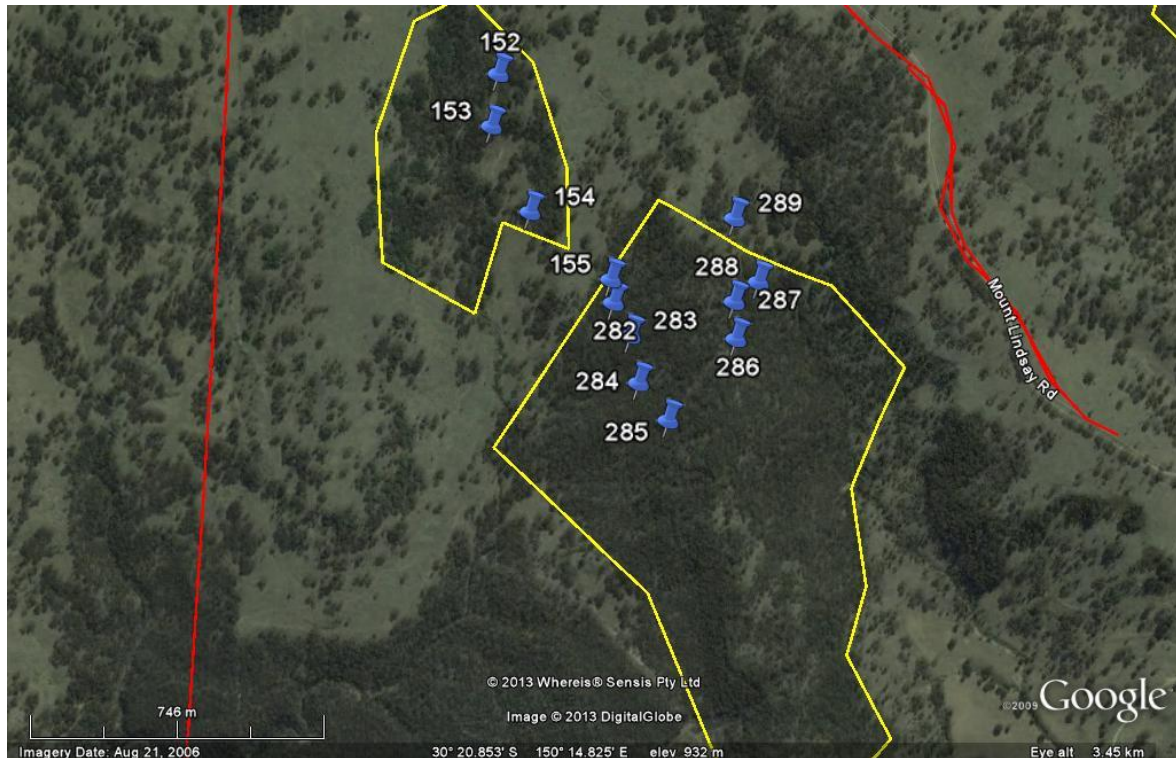 152
153
154
289
155
288
287
282
283
286
284
285
Mount Lindsay Rd
© 2013 Whereis® Sensis Pty Ltd
Image © 2013 DigitalGlobe
©2009 Google
746 m
Imagery Date: Aug 21, 2006
30° 20.853' S 150° 14.825' E elev 932 m
Eye alt 3.45 km